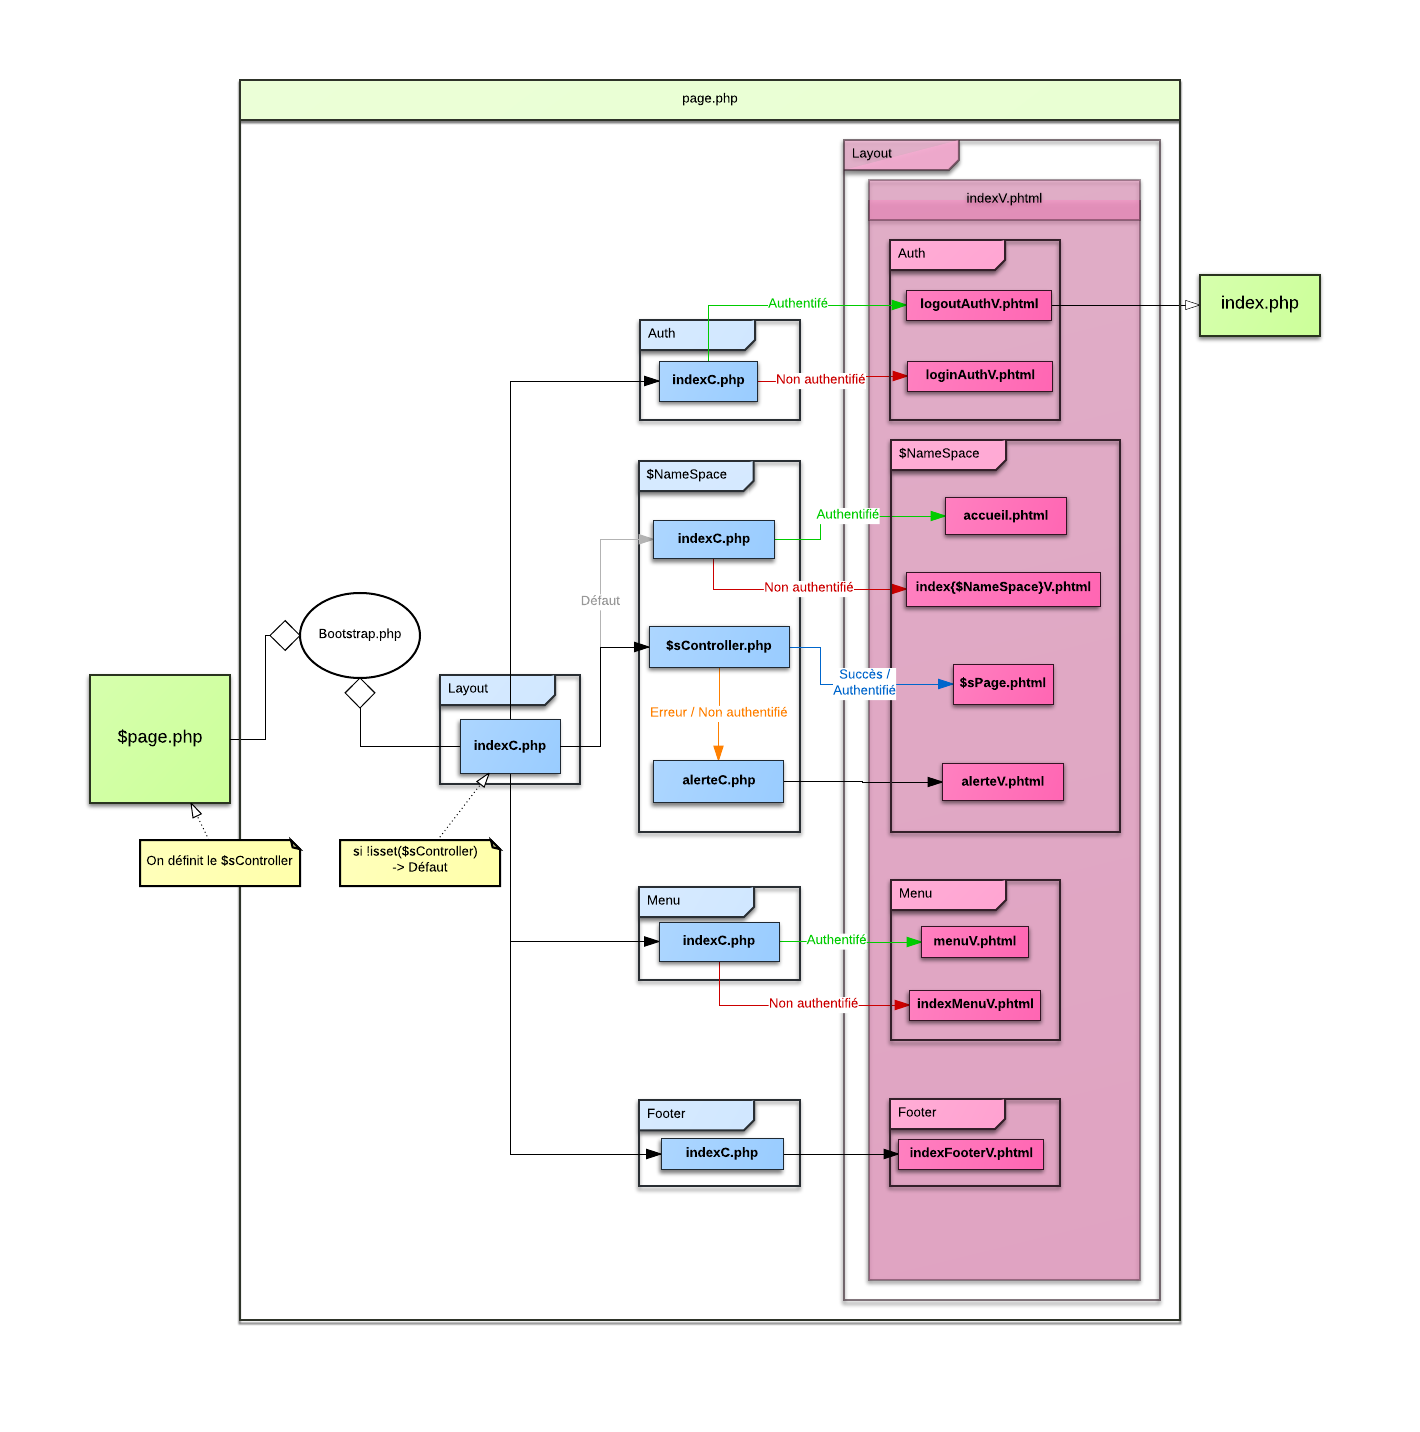 page.php
Layout
indexV.phtml
Auth
logoutAuthV.phtml
index.php
Authentifé
Auth
indexC.php
Non authentifié
loginAuthV.phtml
$NameSpace
$NameSpace
Authentifié
accueil.phtml
indexC.php
Non authentifié
index{$NameSpace}V.phtml
Défaut
Bootstrap.php
$sController.php
Succès /
Authentifié
$sPage.phtml
Layout
Erreur / Non authentifié
$page.php
indexC.php
alerteC.php
alerteV.phtml
On définit le $sController
si !isset($sController)
-> Défaut
Menu
Menu
indexC.php
Authentifé
menuV.phtml
Non authentifié
indexMenuV.phtml
Footer
Footer
indexC.php
indexFooterV.phtml